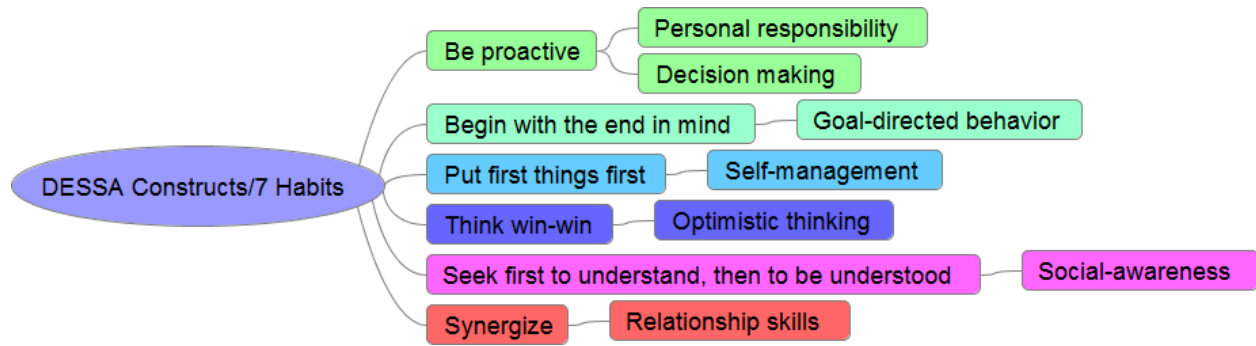 DESSA Constructs/7 Habits
Be proactive
Personal responsibility
Decision making
Begin with the end in mind
Goal-directed behavior
Put first things first
Self-management
Think win-win
Optimistic thinking
Seek first to understand, then to be understood
Social-awareness
Synergize
Relationship skills